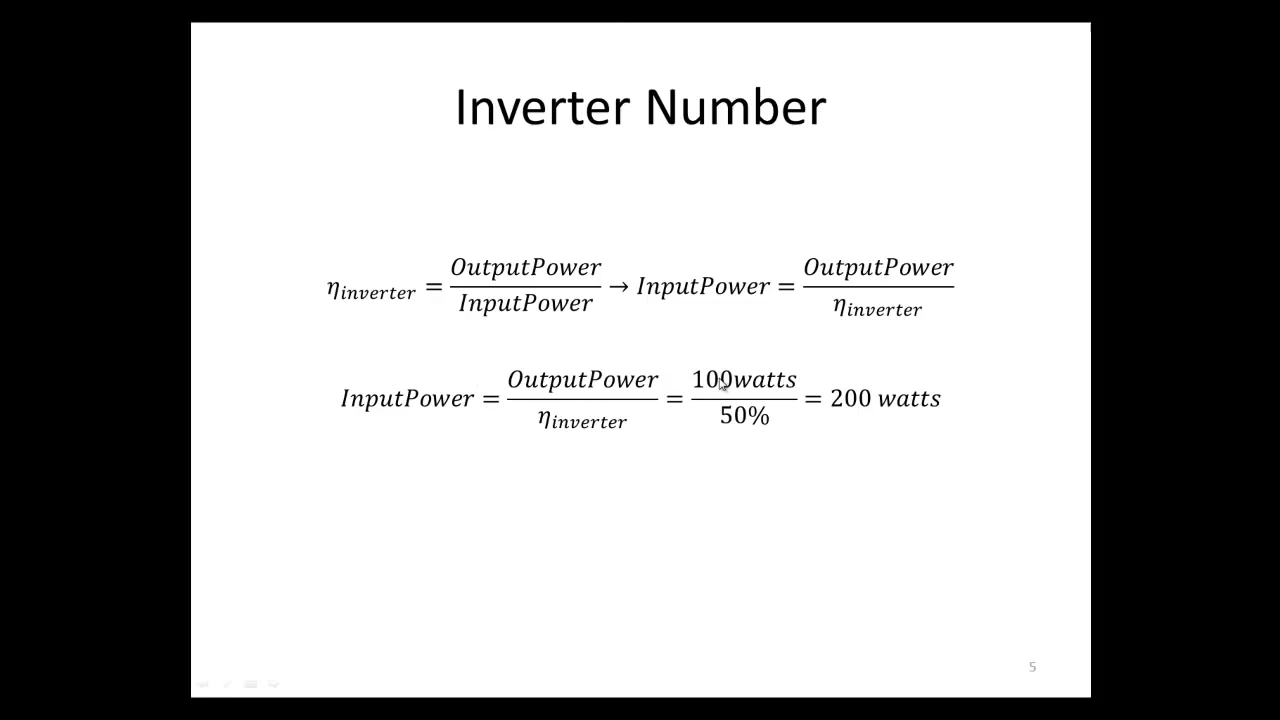 Inverter Number
η_inverter = OutputPower / InputPower → InputPower = OutputPower / η_inverter
InputPower = OutputPower / η_inverter = 100watts / 50% = 200 watts
5